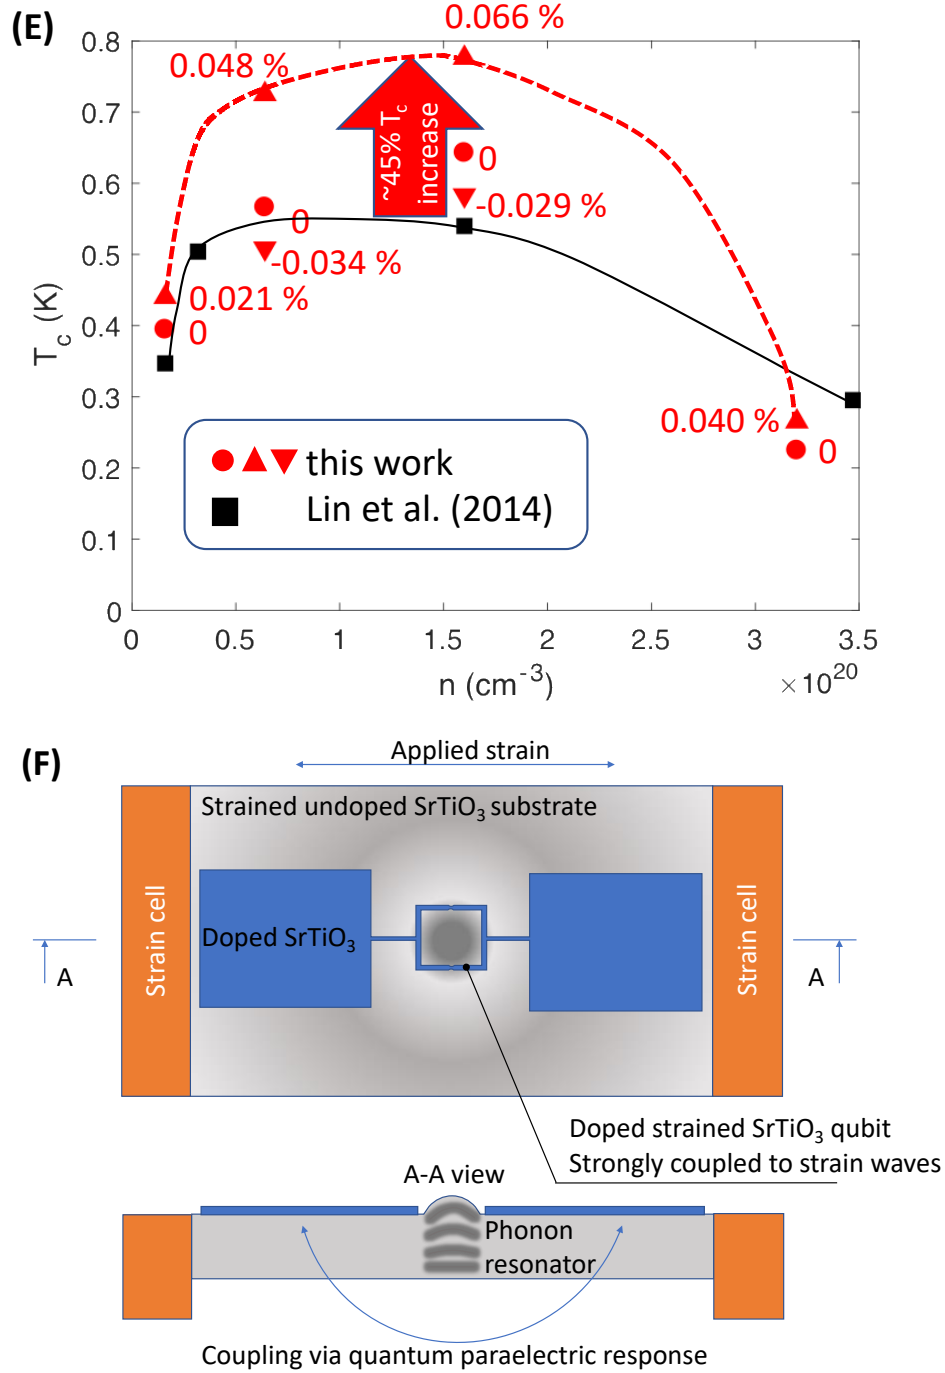 (E)
0.066 %
0.8
0.048 %
0.7
~45% Tc
increase
0.6
0
-0.029 %
0
0.5
-0.034 %
0.021 %
0.4
0
Tc (K)
0.3
0.040 %
0
0.2
this work
Lin et al. (2014)
0.1
0
0 0.5 1 1.5 2 2.5 3 3.5
n (cm-3)
×10^20
(F)
Applied strain
Strained undoped SrTiO3 substrate
Strain cell
Doped SrTiO3
Strain cell
A
A
Doped strained SrTiO3 qubit
Strongly coupled to strain waves
A-A view
Phonon
resonator
Coupling via quantum paraelectric response